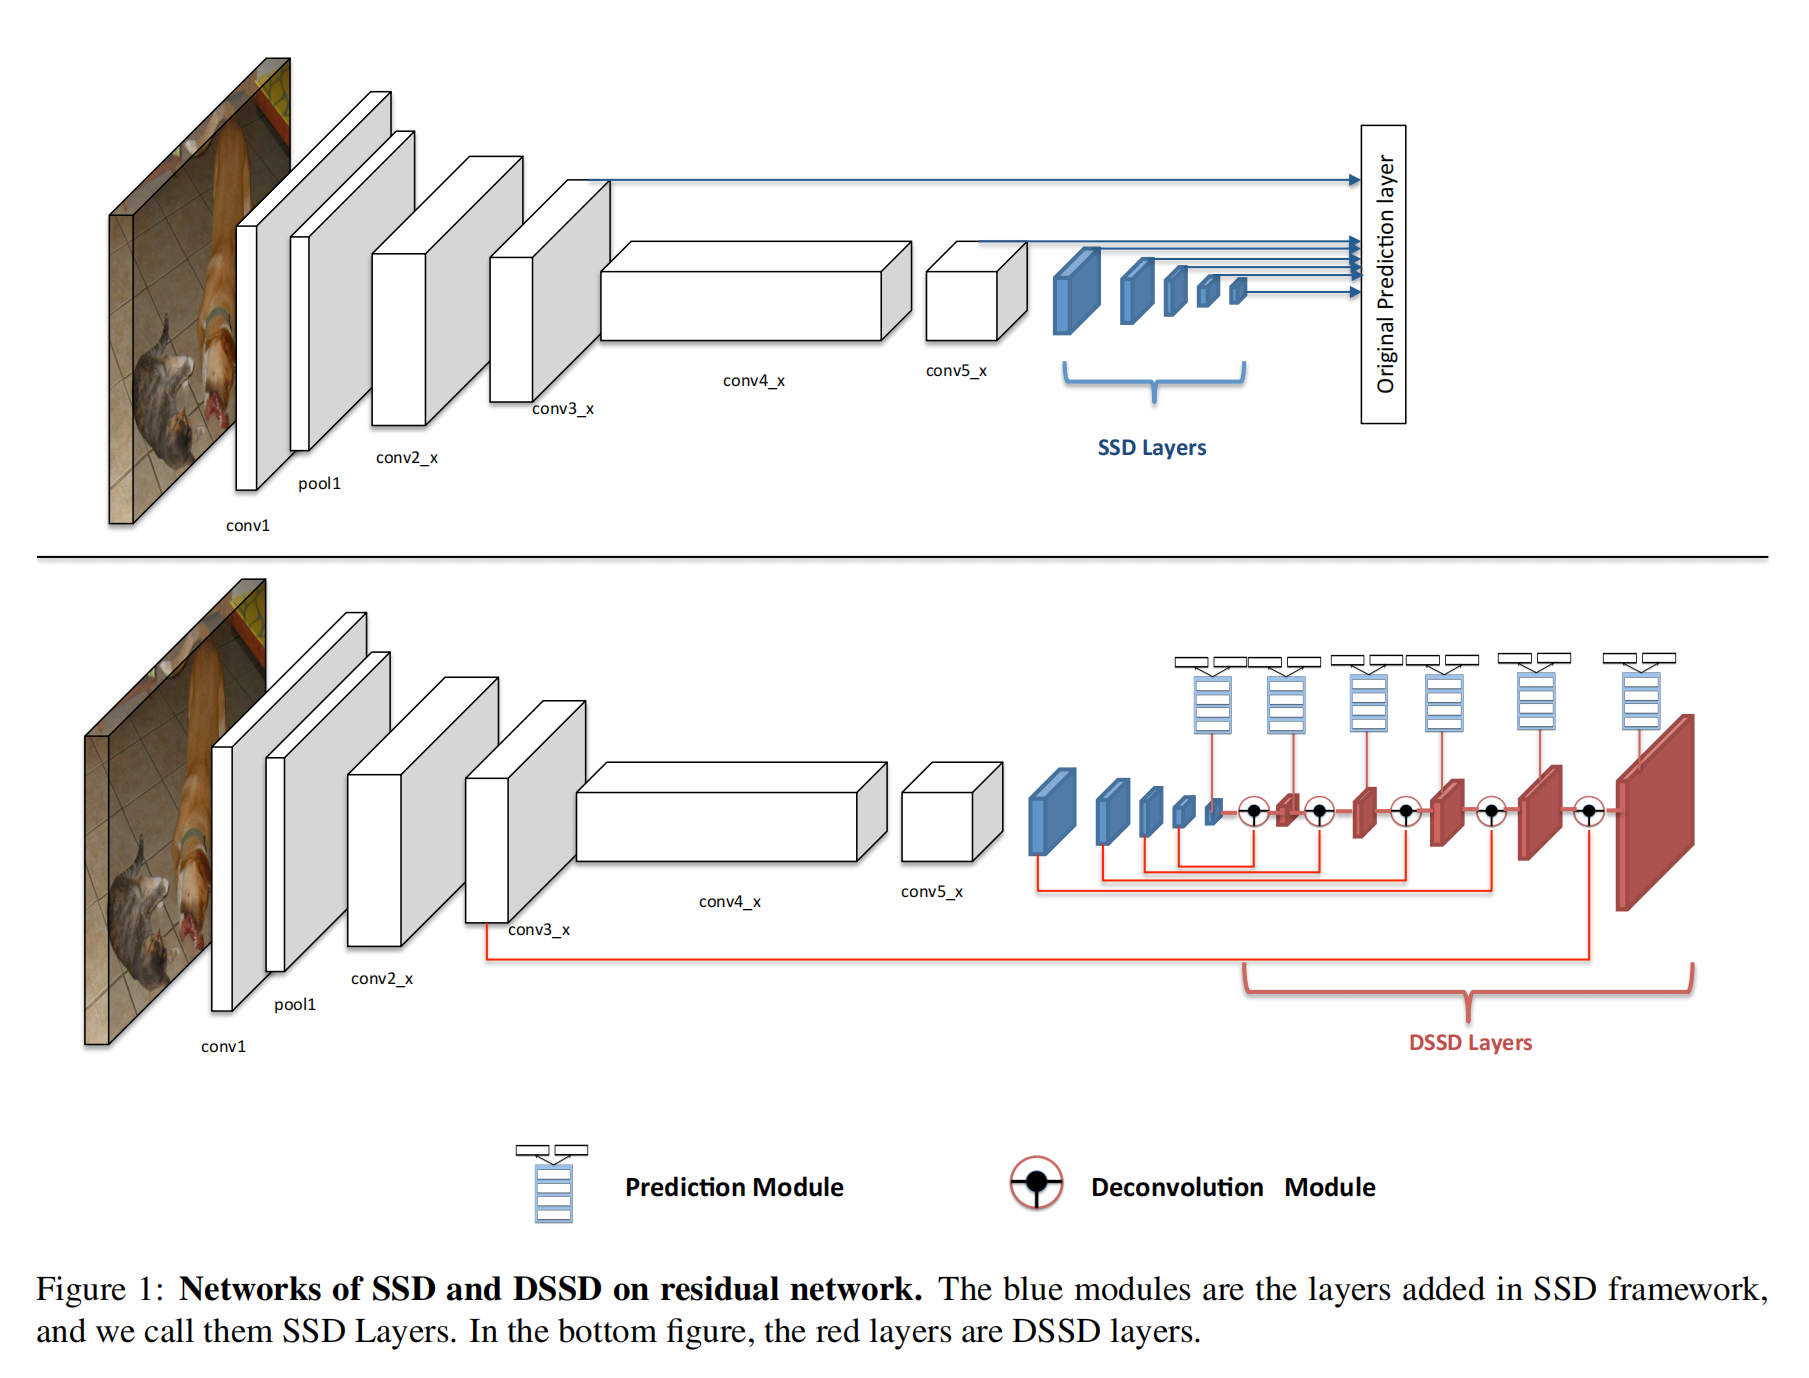 Original Prediction layer
conv4_x
conv5_x
conv3_x
SSD Layers
conv2_x
pool1
conv1
conv4_x
conv5_x
conv3_x
conv2_x
pool1
conv1
DSSD Layers
Prediction Module
Deconvolution Module
Figure 1: Networks of SSD and DSSD on residual network. The blue modules are the layers added in SSD framework,
and we call them SSD Layers. In the bottom figure, the red layers are DSSD layers.